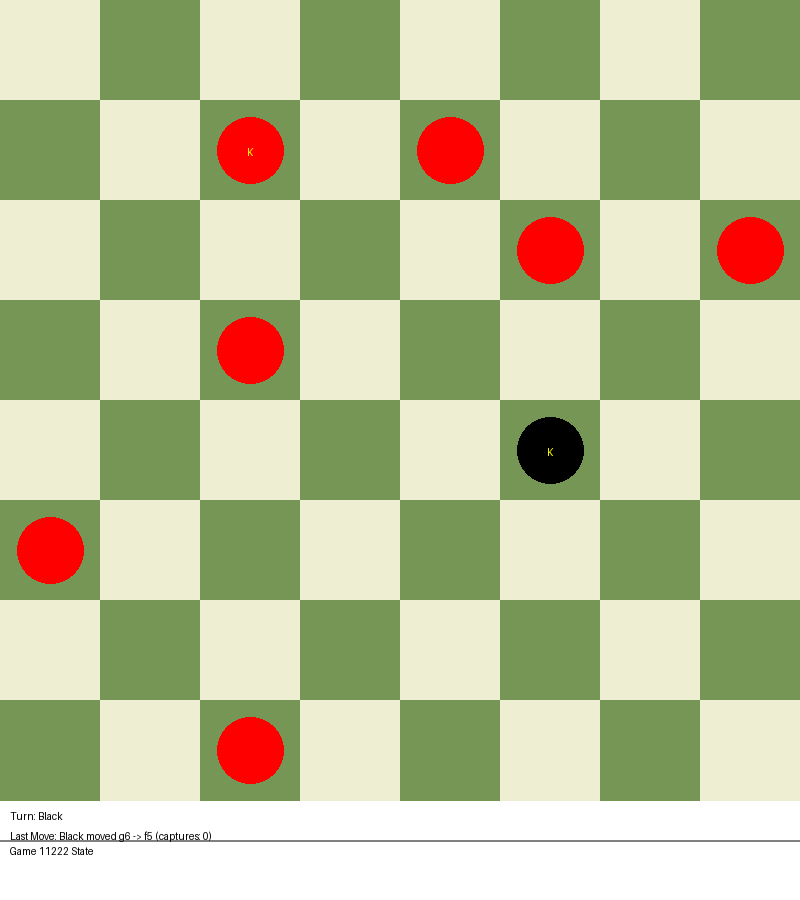 K
K
Turn: Black
Last Move: Black moved g6 -> f5 (captures: 0)
Game 11222 State